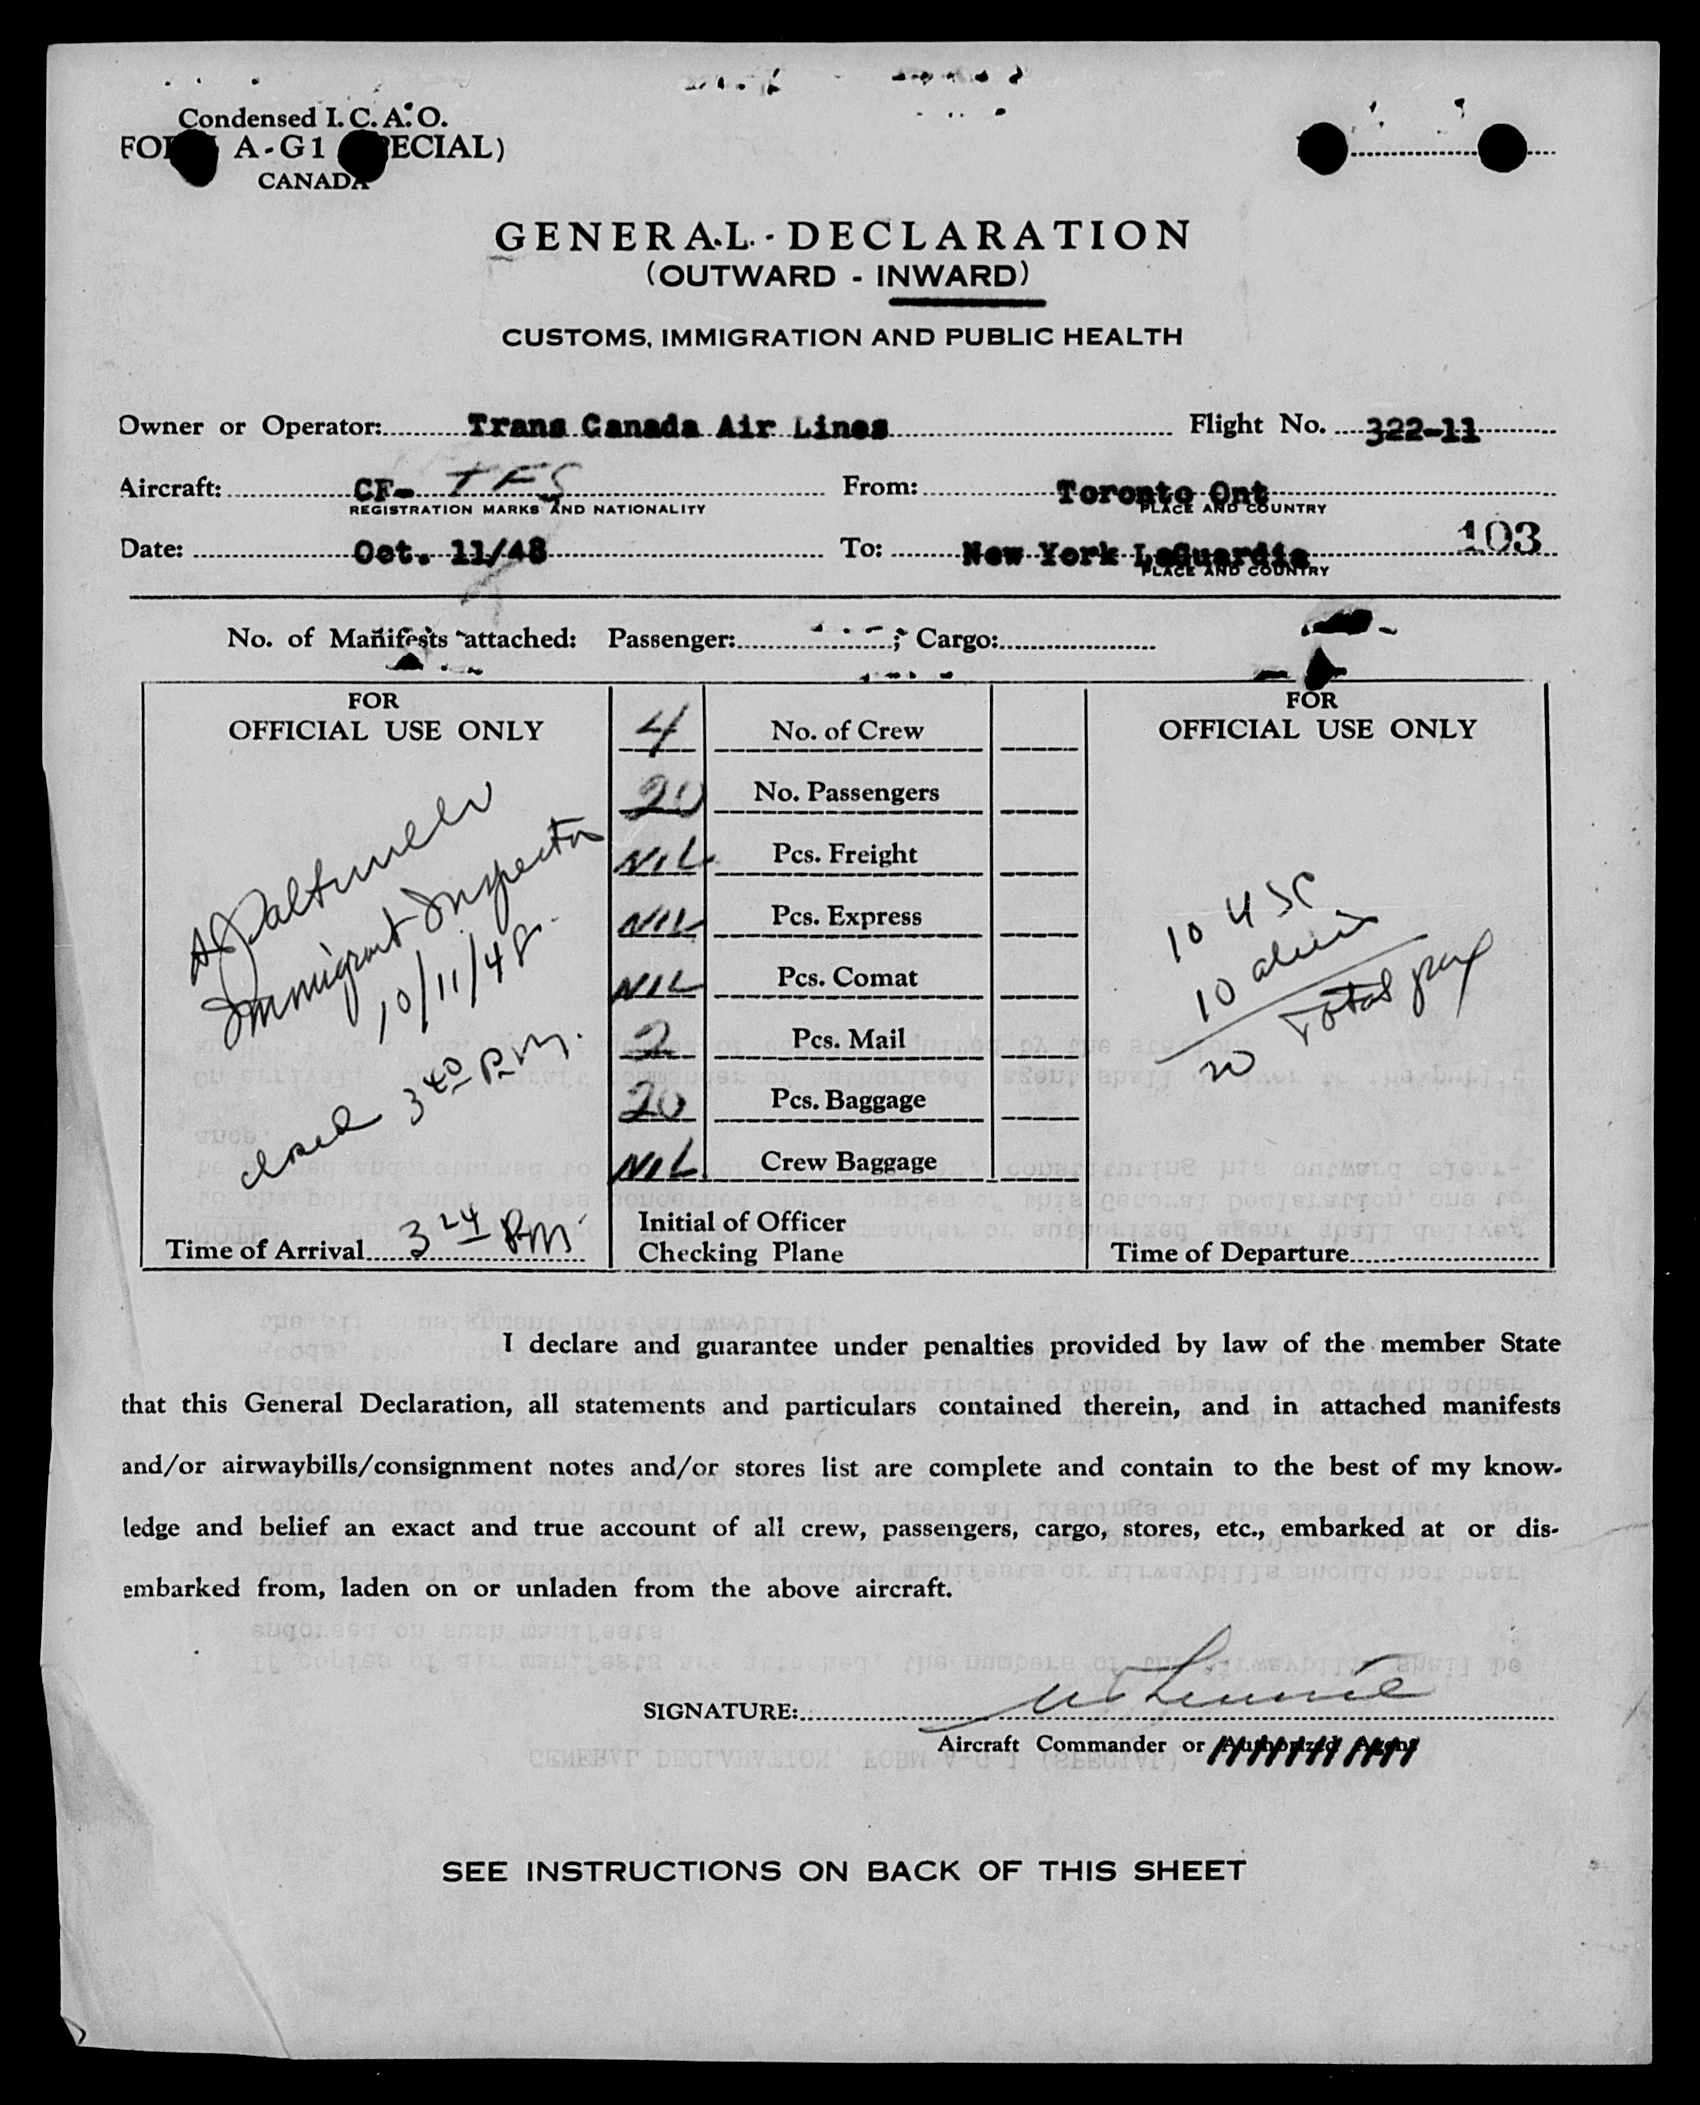 Condensed I. C. A. O.
FORM A-G1 (SPECIAL)
CANADA
GENERAL DECLARATION
(OUTWARD - INWARD)
CUSTOMS, IMMIGRATION AND PUBLIC HEALTH
Owner or Operator: Trans Canada Air Lines Flight No. 322-11
Aircraft: CF- TFS From: Toronto Ont
REGISTRATION MARKS AND NATIONALITY PLACE AND COUNTRY
Date: Oct. 11/48 To: New York LaGuardia 103
PLACE AND COUNTRY
No. of Manifests attached: Passenger: ; Cargo:
FOR
OFFICIAL USE ONLY
Immigrant Inspector
10/11/48
closed 3 40 P.M.
Time of Arrival 3 24 PM
4 No. of Crew
20 No. Passengers
NIL Pcs. Freight
NIL Pcs. Express
NIL Pcs. Comat
2 Pcs. Mail
20 Pcs. Baggage
NIL Crew Baggage
Initial of Officer
Checking Plane
FOR
OFFICIAL USE ONLY
10 USC
10 aliens
20 Total pax
Time of Departure
I declare and guarantee under penalties provided by law of the member State
that this General Declaration, all statements and particulars contained therein, and in attached manifests
and/or airwaybills/consignment notes and/or stores list are complete and contain to the best of my know-
ledge and belief an exact and true account of all crew, passengers, cargo, stores, etc., embarked at or dis-
embarked from, laden on or unladen from the above aircraft.
SIGNATURE:
Aircraft Commander or Authorized Agent
SEE INSTRUCTIONS ON BACK OF THIS SHEET